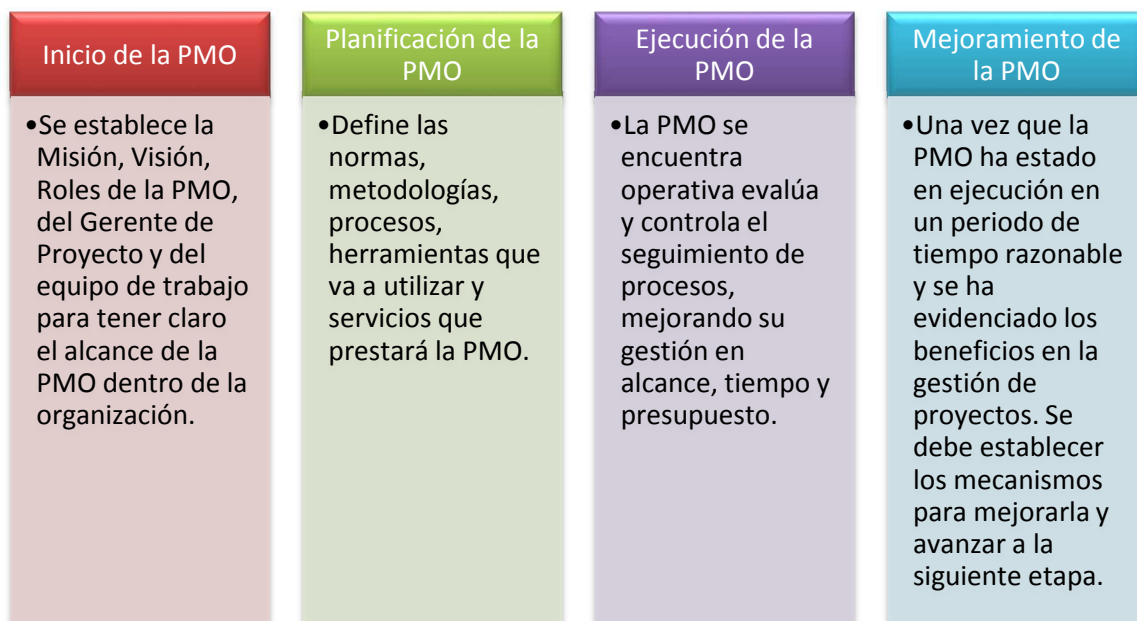 Inicio de la PMO
•Se establece la
Misión, Visión,
Roles de la PMO,
del Gerente de
Proyecto y del
equipo de trabajo
para tener claro
el alcance de la
PMO dentro de la
organización.
Planificación de la
PMO
•Define las
normas,
metodologías,
procesos,
herramientas que
va a utilizar y
servicios que
prestará la PMO.
Ejecución de la
PMO
•La PMO se
encuentra
operativa evalúa
y controla el
seguimiento de
procesos,
mejorando su
gestión en
alcance, tiempo y
presupuesto.
Mejoramiento de
la PMO
•Una vez que la
PMO ha estado
en ejecución en
un periodo de
tiempo razonable
y se ha
evidenciado los
beneficios en la
gestión de
proyectos. Se
debe establecer
los mecanismos
para mejorarla y
avanzar a la
siguiente etapa.